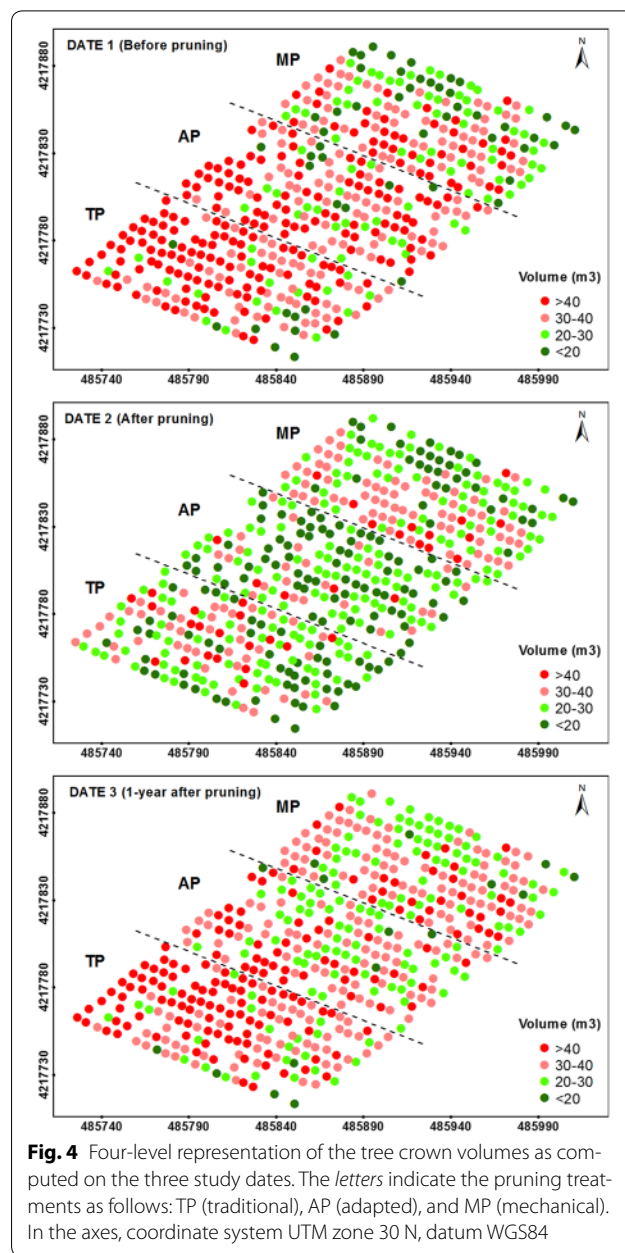 DATE 1 (Before pruning)
MP
N
AP
TP
4217880
4217830
4217780
4217730
Volume (m3)
>40
30-40
20-30
<20
485740 485790 485840 485890 485940 485990
DATE 2 (After pruning)
MP
N
AP
TP
4217880
4217830
4217780
4217730
Volume (m3)
>40
30-40
20-30
<20
485740 485790 485840 485890 485940 485990
DATE 3 (1-year after pruning)
MP
N
AP
TP
4217880
4217830
4217780
4217730
Volume (m3)
>40
30-40
20-30
<20
485740 485790 485840 485890 485940 485990
Fig. 4 Four-level representation of the tree crown volumes as com-
puted on the three study dates. The letters indicate the pruning treat-
ments as follows: TP (traditional), AP (adapted), and MP (mechanical).
In the axes, coordinate system UTM zone 30 N, datum WGS84